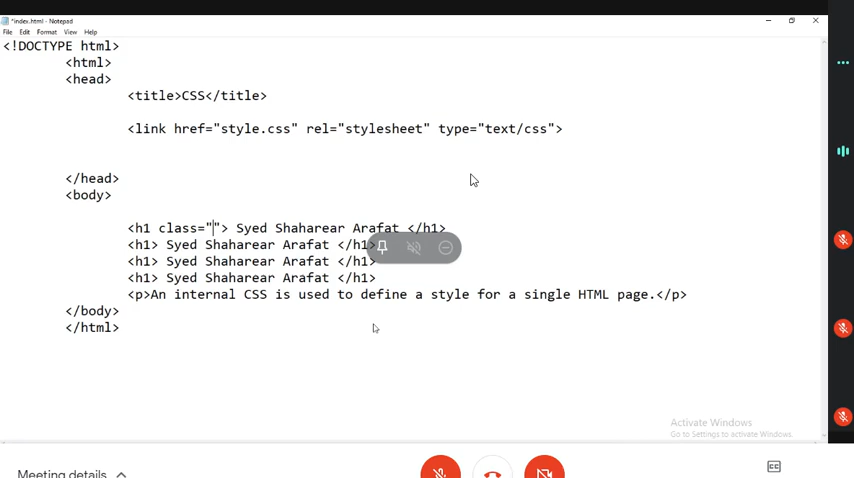 *index.html - Notepad
File Edit Format View Help
<!DOCTYPE html>
<html>
<head>
<title>CSS</title>
<link href="style.css" rel="stylesheet" type="text/css">
</head>
<body>
<h1 class=""> Syed Shaharear Arafat </h1>
<h1> Syed Shaharear Arafat </h1>
<h1> Syed Shaharear Arafat </h1>
<h1> Syed Shaharear Arafat </h1>
<p>An internal CSS is used to define a style for a single HTML page.</p>
</body>
</html>
Activate Windows
Go to Settings to activate Windows.
Meeting details
CC